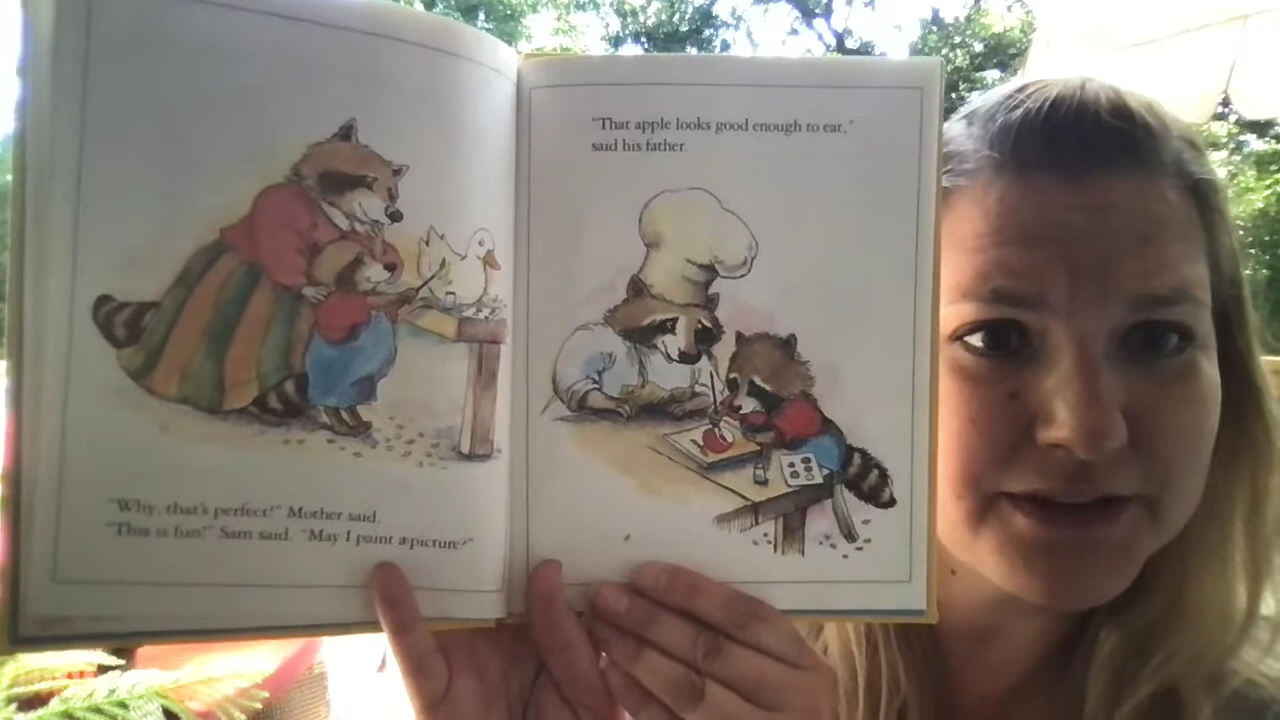 "Why, that's perfect!" Mother said.
"This is fun!" Sam said. "May I paint a picture?"
"That apple looks good enough to eat,"
said his father.